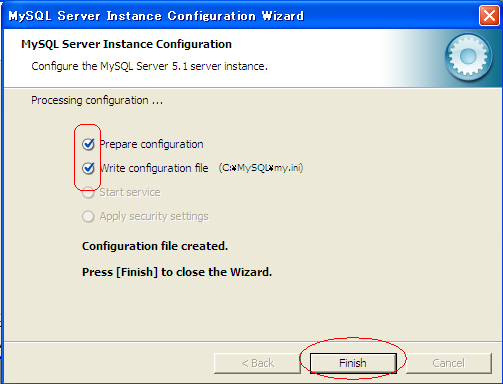 MySQL Server Instance Configuration Wizard
MySQL Server Instance Configuration
Configure the MySQL Server 5.1 server instance.
Processing configuration ...
Prepare configuration
Write configuration file (C:¥MySQL¥my.ini)
Start service
Apply security settings
Configuration file created.
Press [Finish] to close the Wizard.
< Back Finish Cancel